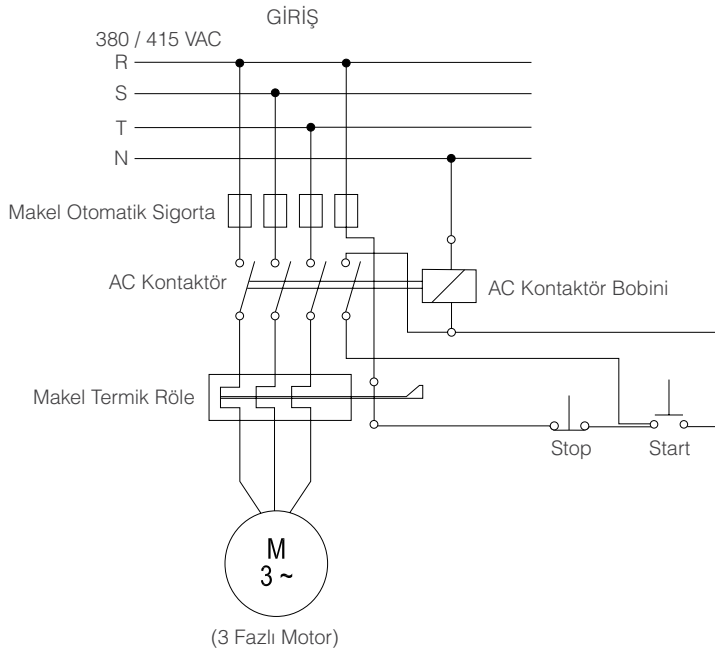 GİRİŞ
380 / 415 VAC
R
S
T
N
Makel Otomatik Sigorta
AC Kontaktör
AC Kontaktör Bobini
Makel Termik Röle
Stop
Start
M
3 ~
(3 Fazlı Motor)